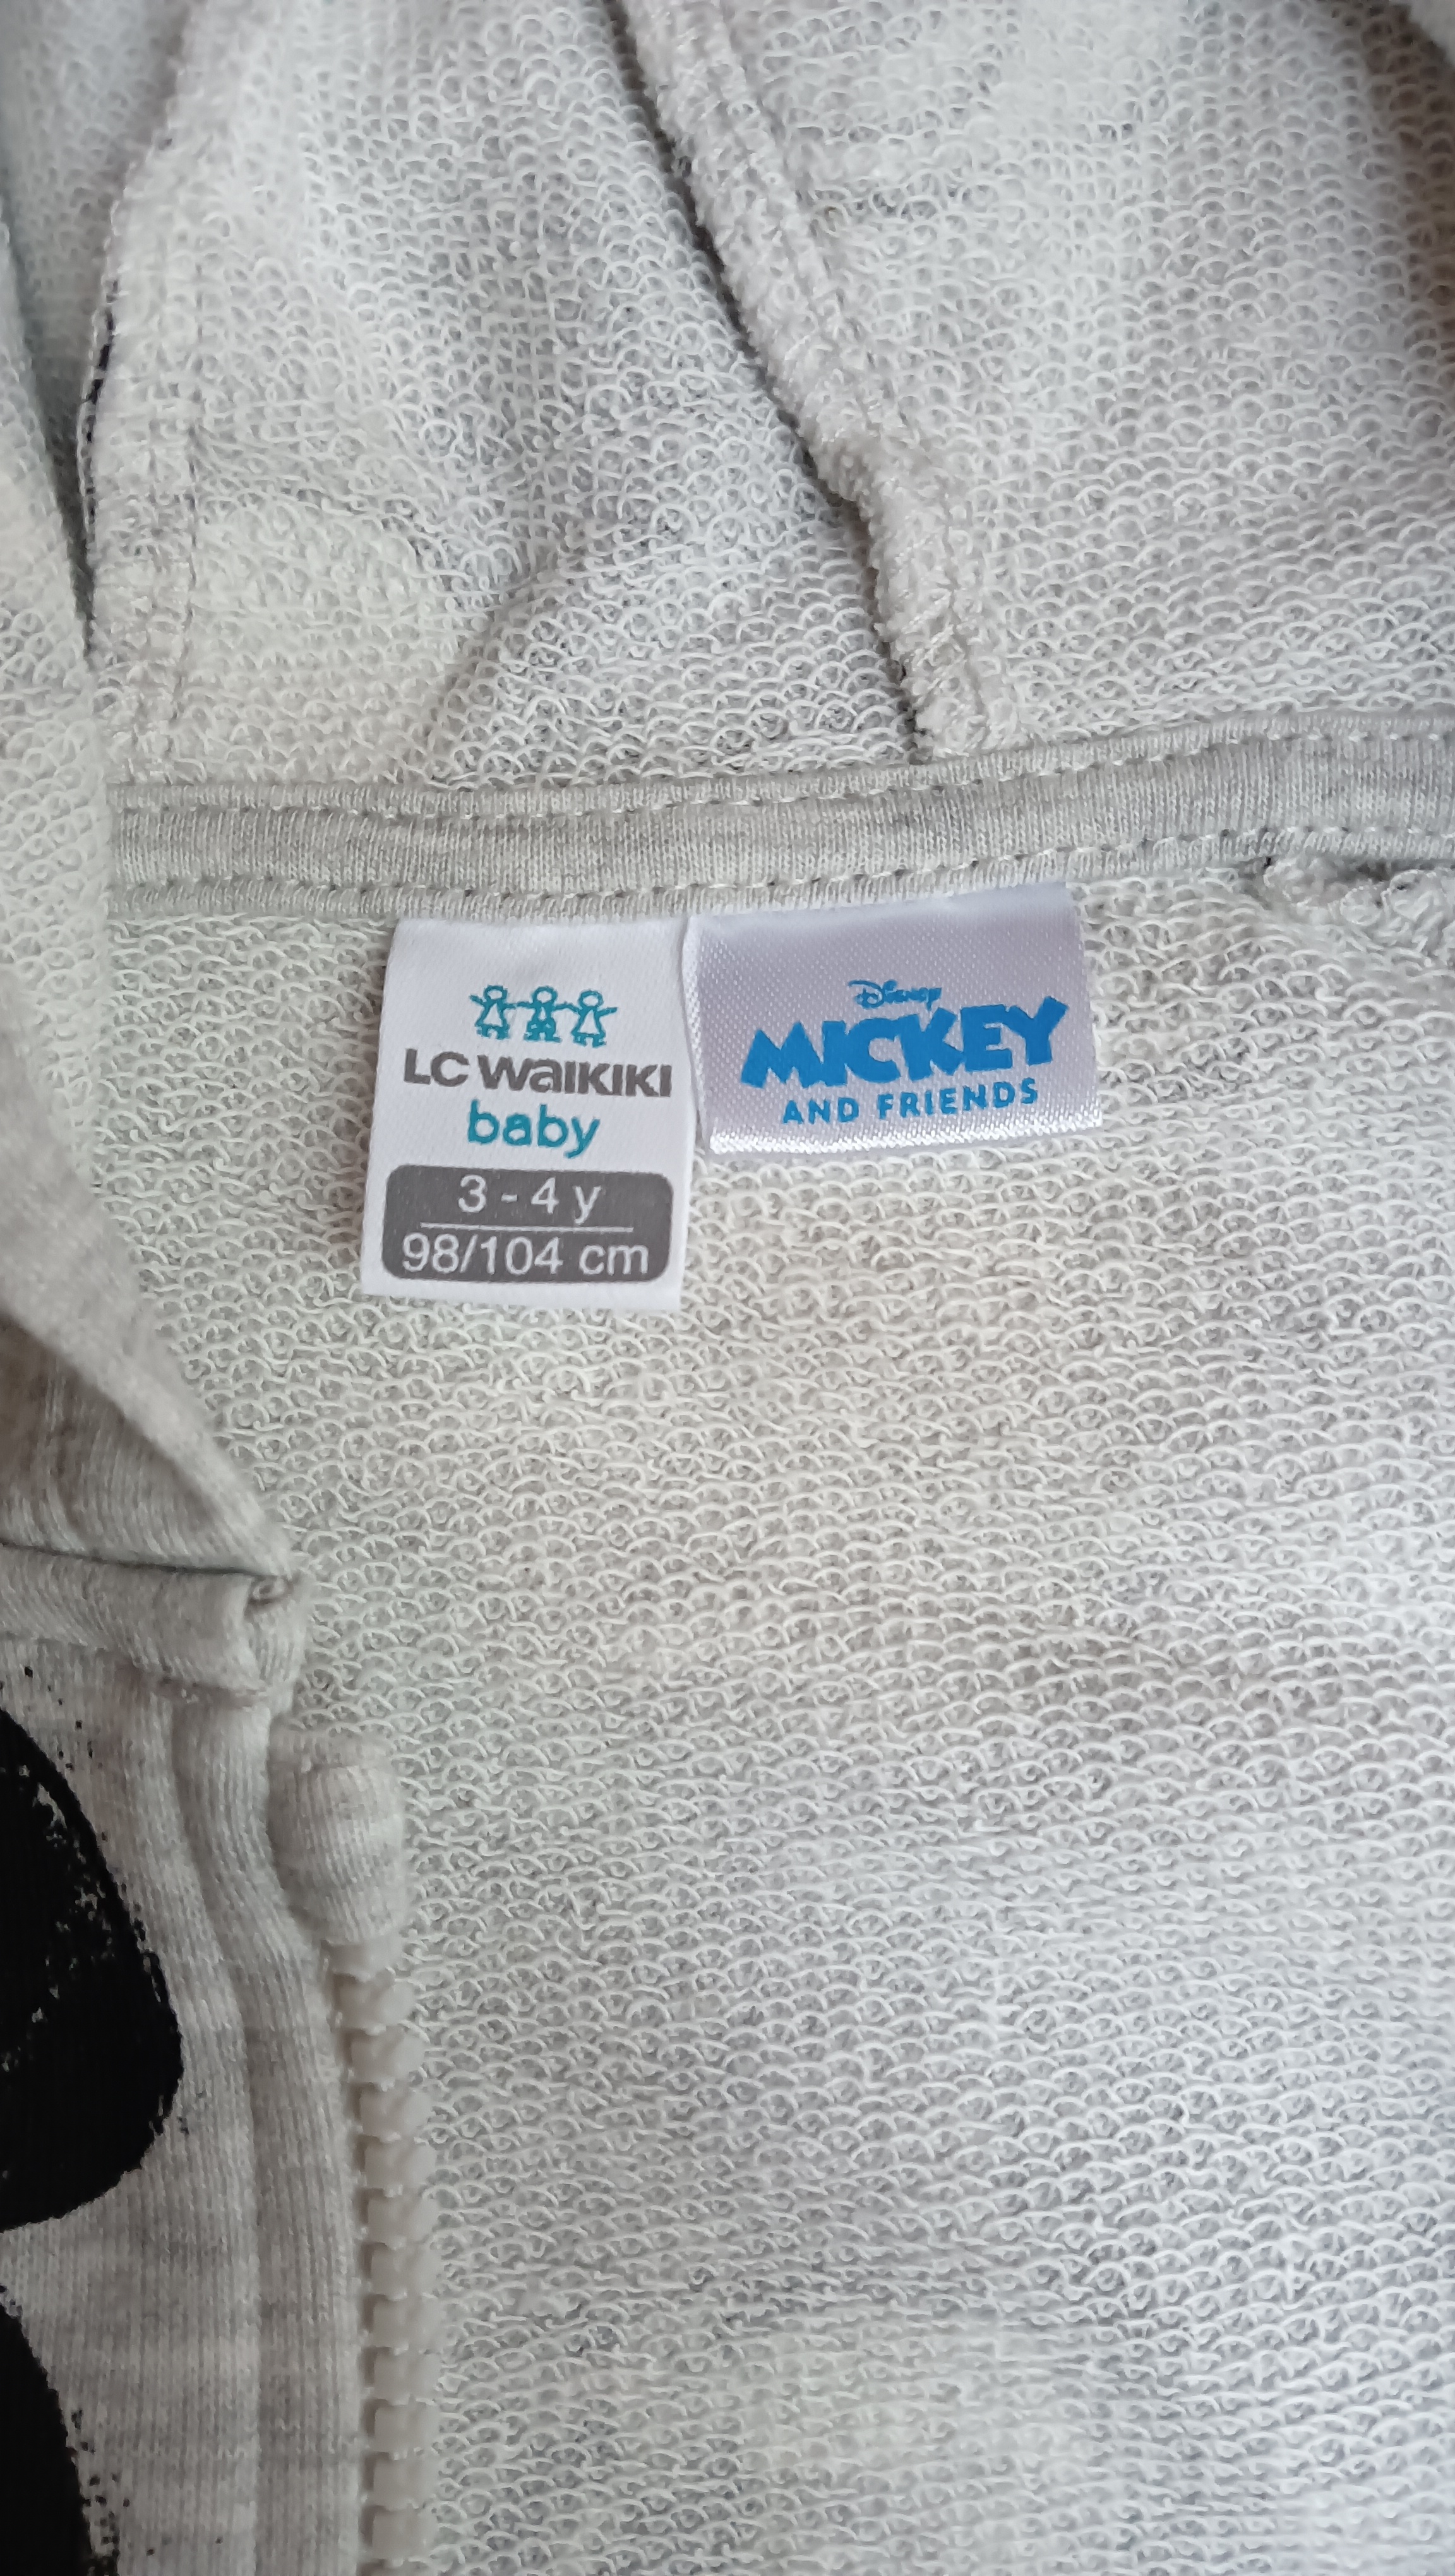 LC WAIKIKI
baby
3 - 4 y
98/104 cm
Disney
MICKEY
AND FRIENDS